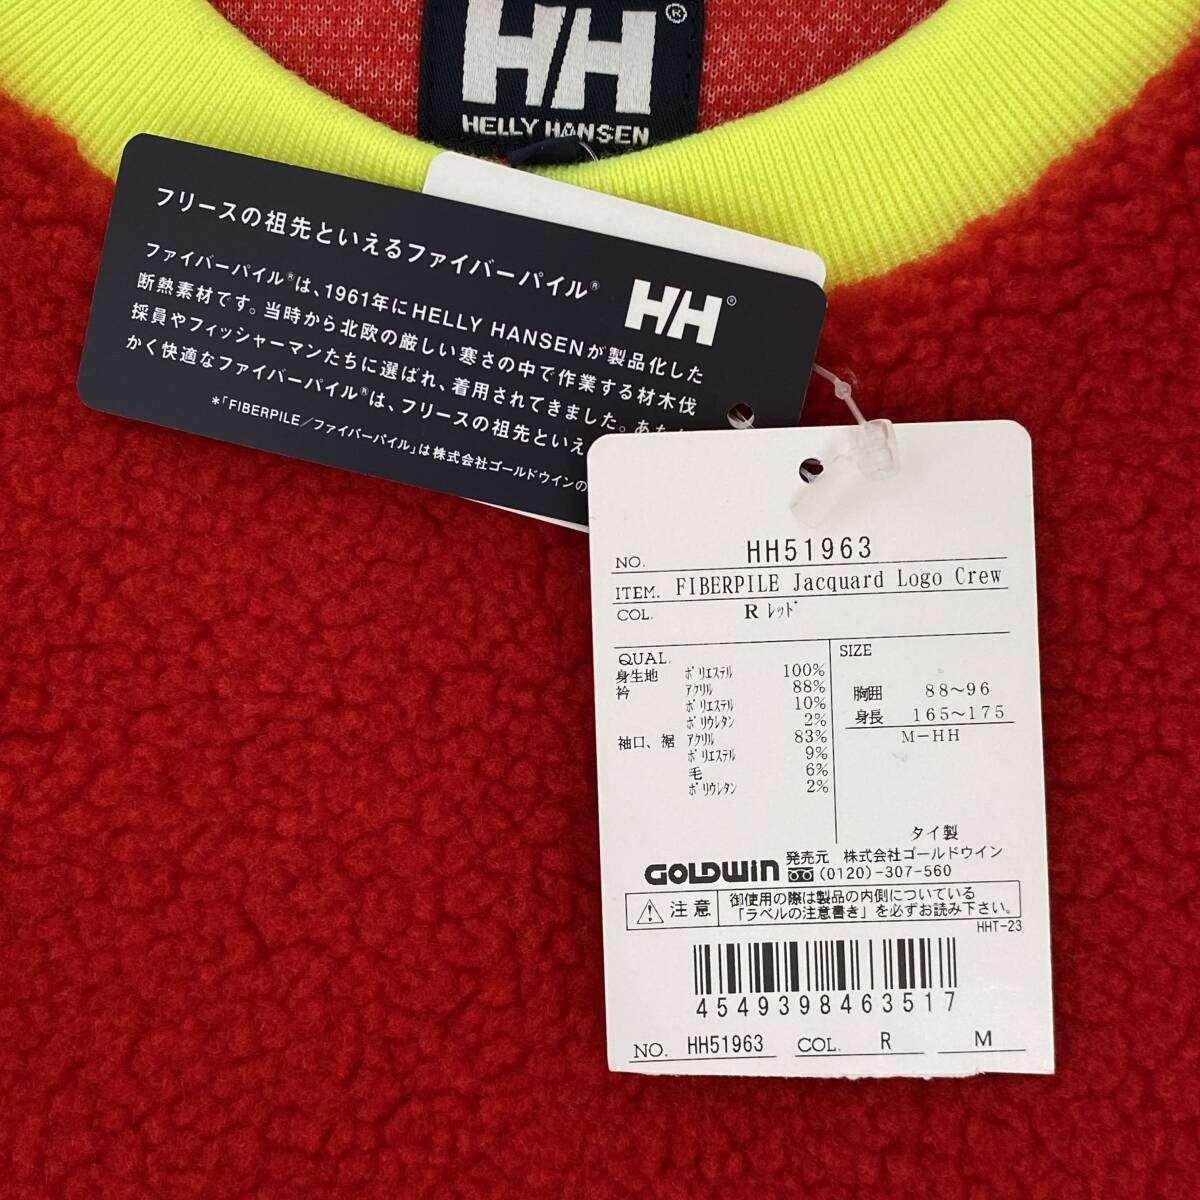 HH®
HELLY HANSEN
フリースの祖先といえるファイバーパイル®
ファイバーパイル®は、1961年にHELLY HANSENが製品化した
断熱素材です。当時から北欧の厳しい寒さの中で作業する材木伐
採員やフィッシャーマンたちに選ばれ、着用されてきました。あたた
かく快適なファイバーパイル®は、フリースの祖先といえ
*「FIBERPILE/ファイバーパイル」は株式会社ゴールドウインの
HH®
NO. HH51963
ITEM. FIBERPILE Jacquard Logo Crew
COL. R ﾚｯﾄﾞ
QUAL.
身生地 ﾎﾟﾘｴｽﾃﾙ 100%
衿 ｱｸﾘﾙ 88%
ﾎﾟﾘｴｽﾃﾙ 10%
ﾎﾟﾘｳﾚﾀﾝ 2%
袖口、裾 ｱｸﾘﾙ 83%
ﾎﾟﾘｴｽﾃﾙ 9%
毛 6%
ﾎﾟﾘｳﾚﾀﾝ 2%
SIZE
胸囲 88～96
身長 165～175
M-HH
タイ製
GOLDWIN 発売元 株式会社ゴールドウイン
(0120)-307-560
注意 御使用の際は製品の内側についている
「ラベルの注意書き」を必ずお読み下さい。
HHT-23
4549398463517
NO. HH51963 COL. R M